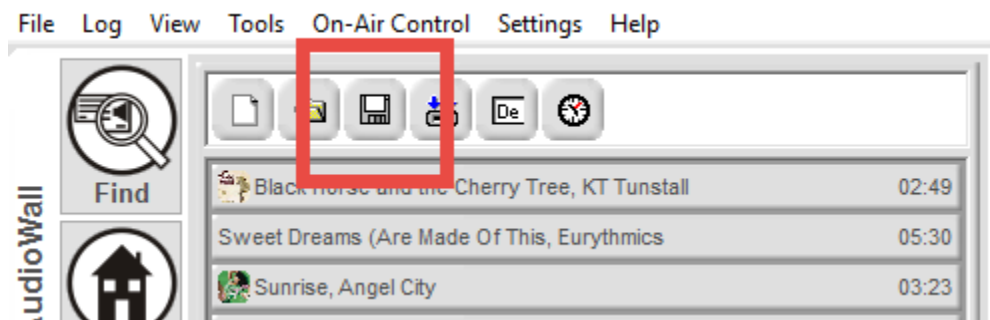 File Log View Tools On-Air Control Settings Help
De
Find
Black Horse and the Cherry Tree, KT Tunstall 02:49
Sweet Dreams (Are Made Of This, Eurythmics 05:30
Sunrise, Angel City 03:23